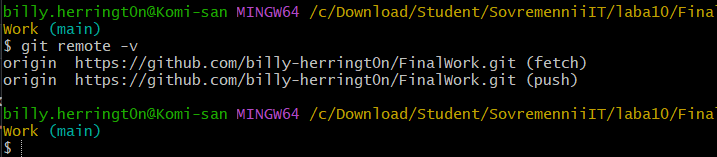 billy.herringt0n@Komi-san MINGW64 /c/Download/Student/SovremenniiIT/laba10/Final
Work (main)
$ git remote -v
origin  https://github.com/billy-herringt0n/FinalWork.git (fetch)
origin  https://github.com/billy-herringt0n/FinalWork.git (push)
billy.herringt0n@Komi-san MINGW64 /c/Download/Student/SovremenniiIT/laba10/Final
Work (main)
$